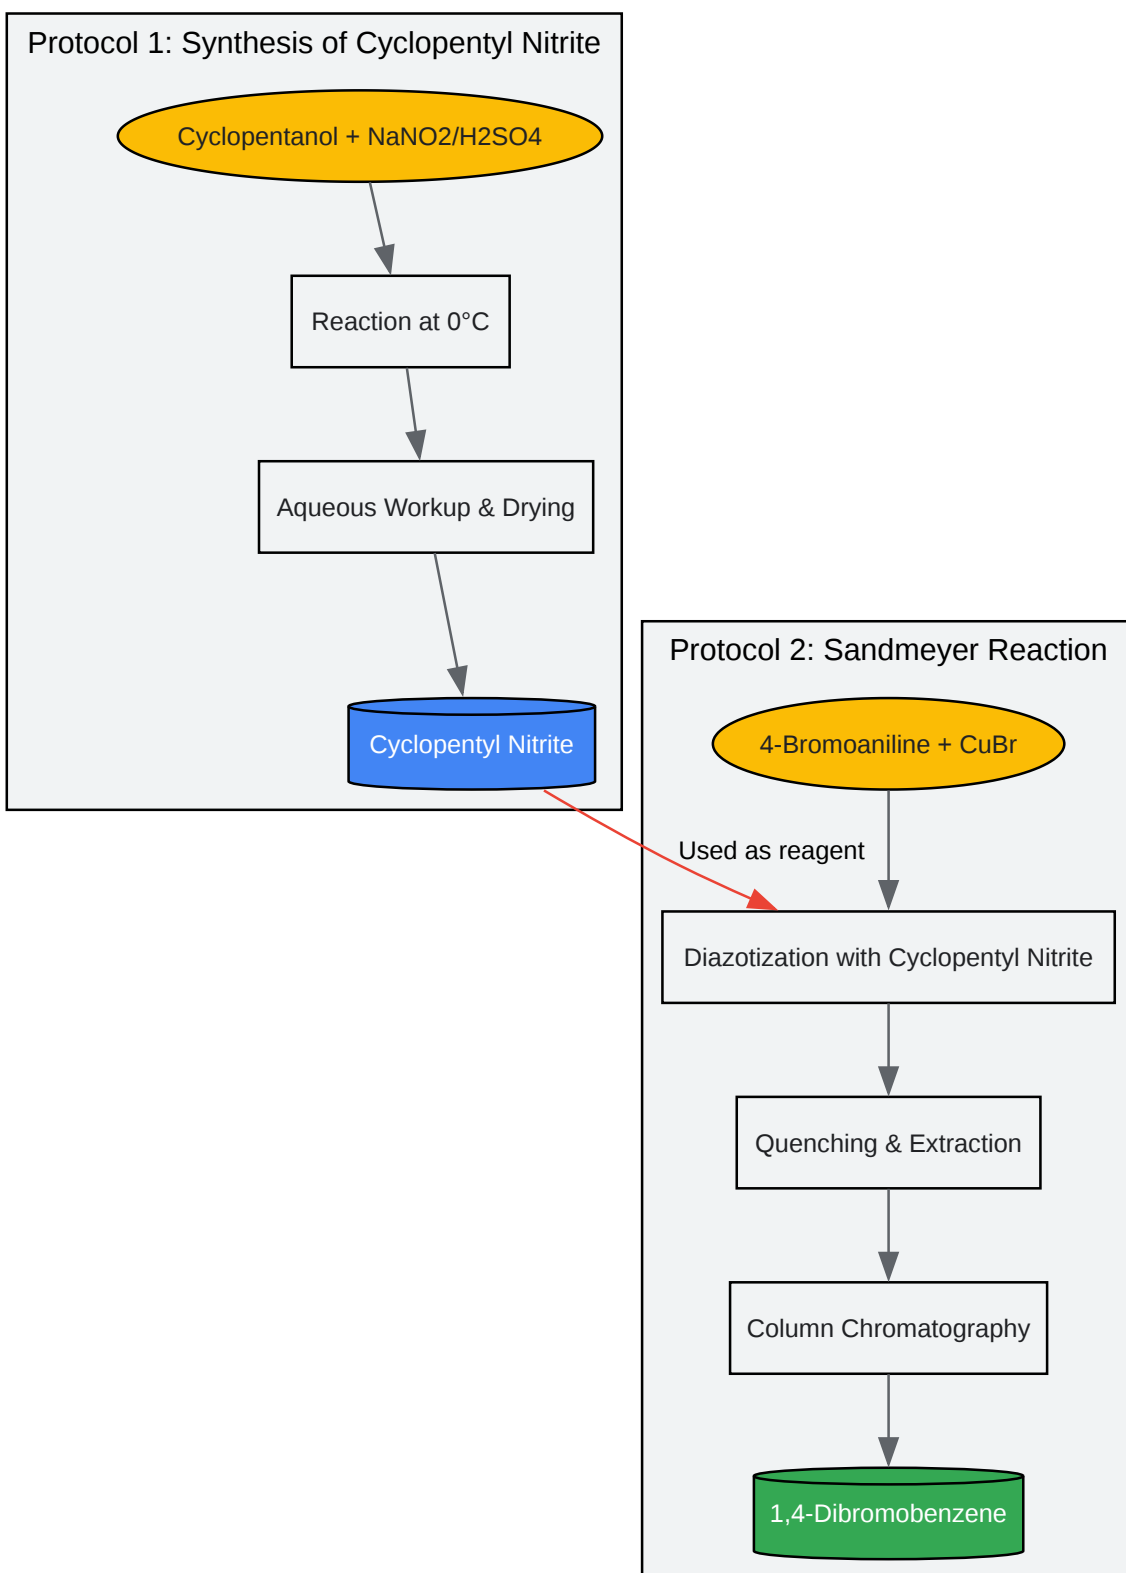 Protocol 1: Synthesis of Cyclopentyl Nitrite
Cyclopentanol + NaNO2/H2SO4
Reaction at 0°C
Aqueous Workup & Drying
Cyclopentyl Nitrite
Protocol 2: Sandmeyer Reaction
4-Bromoaniline + CuBr
Used as reagent
Diazotization with Cyclopentyl Nitrite
Quenching & Extraction
Column Chromatography
1,4-Dibromobenzene